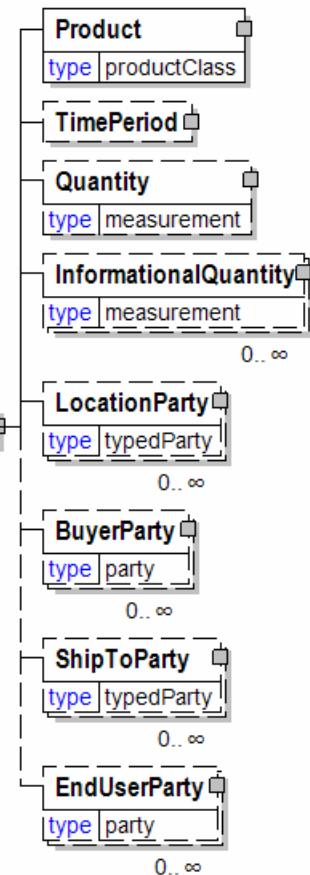 Product
type productClass
TimePeriod
Quantity
type measurement
InformationalQuantity
type measurement
0.. ∞
LocationParty
type typedParty
0.. ∞
BuyerParty
type party
0.. ∞
ShipToParty
type typedParty
0.. ∞
EndUserParty
type party
0.. ∞